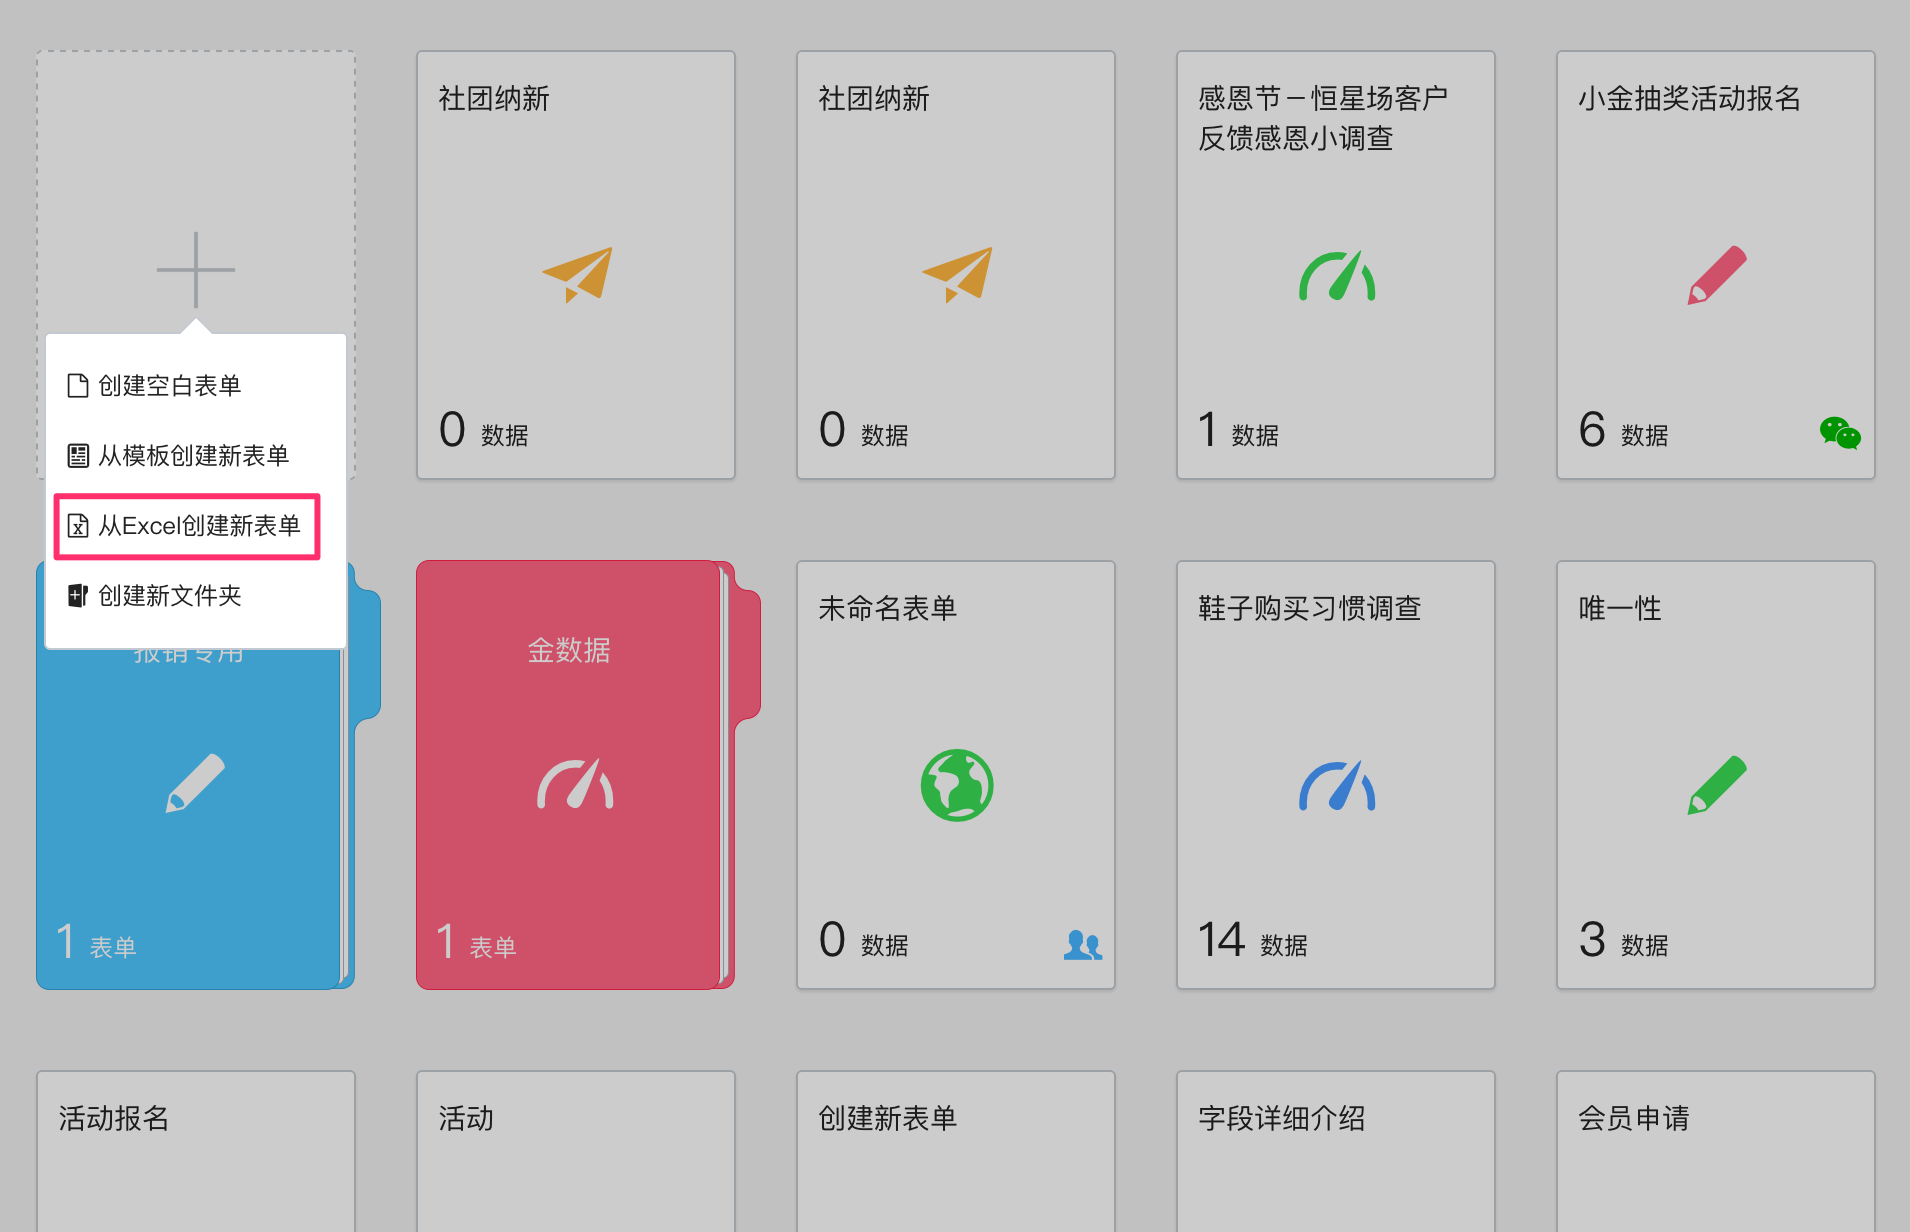 社团纳新
社团纳新
感恩节－恒星场客户
反馈感恩小调查
小金抽奖活动报名
创建空白表单
从模板创建新表单
从Excel创建新表单
创建新文件夹
0 数据
0 数据
1 数据
6 数据
报销专用
金数据
未命名表单
鞋子购买习惯调查
唯一性
1 表单
1 表单
0 数据
14 数据
3 数据
活动报名
活动
创建新表单
字段详细介绍
会员申请